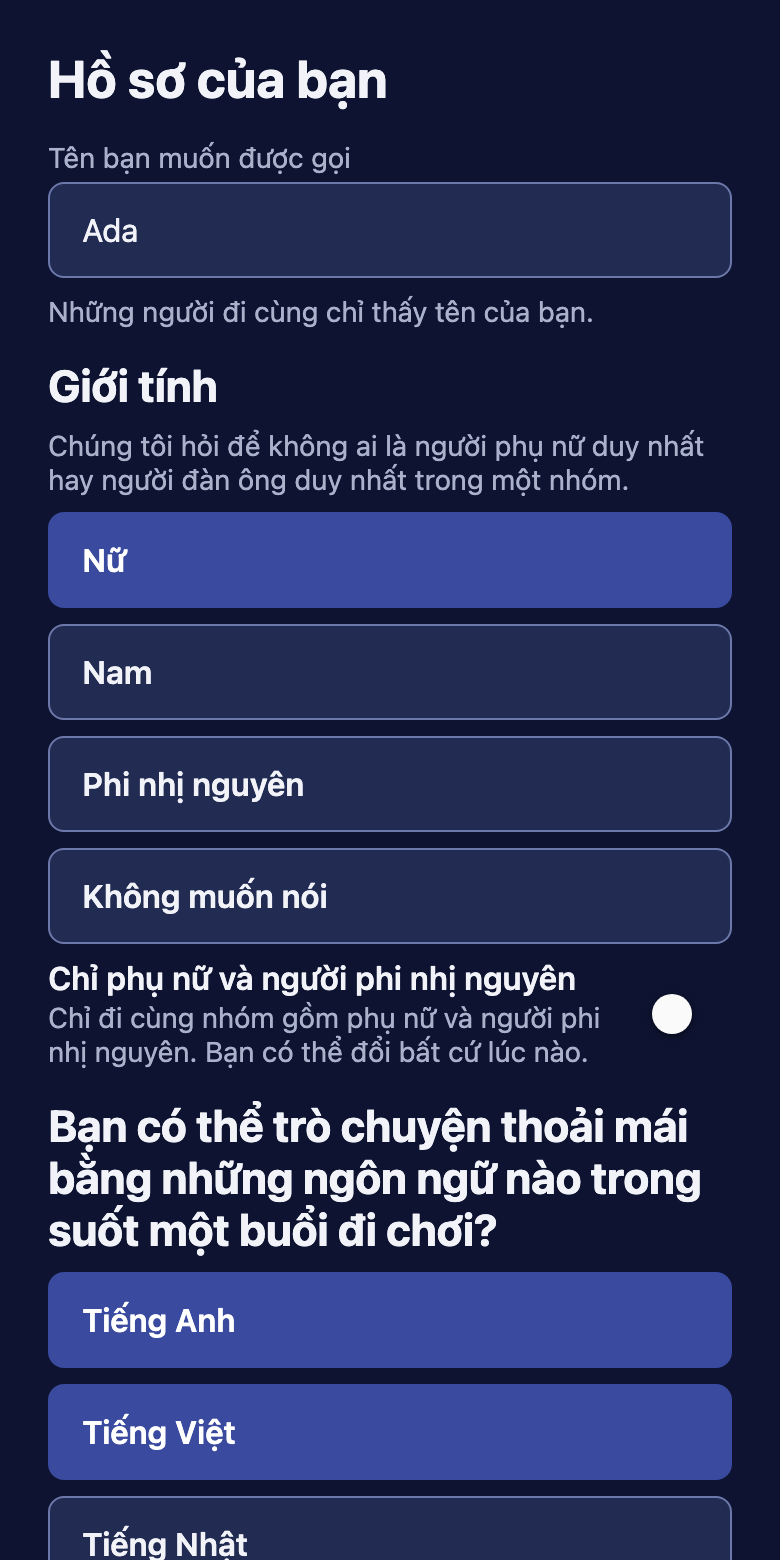 Hồ sơ của bạn
Tên bạn muốn được gọi
Ada
Những người đi cùng chỉ thấy tên của bạn.
Giới tính
Chúng tôi hỏi để không ai là người phụ nữ duy nhất
hay người đàn ông duy nhất trong một nhóm.
Nữ
Nam
Phi nhị nguyên
Không muốn nói
Chỉ phụ nữ và người phi nhị nguyên
Chỉ đi cùng nhóm gồm phụ nữ và người phi
nhị nguyên. Bạn có thể đổi bất cứ lúc nào.
Bạn có thể trò chuyện thoải mái
bằng những ngôn ngữ nào trong
suốt một buổi đi chơi?
Tiếng Anh
Tiếng Việt
Tiếng Nhật